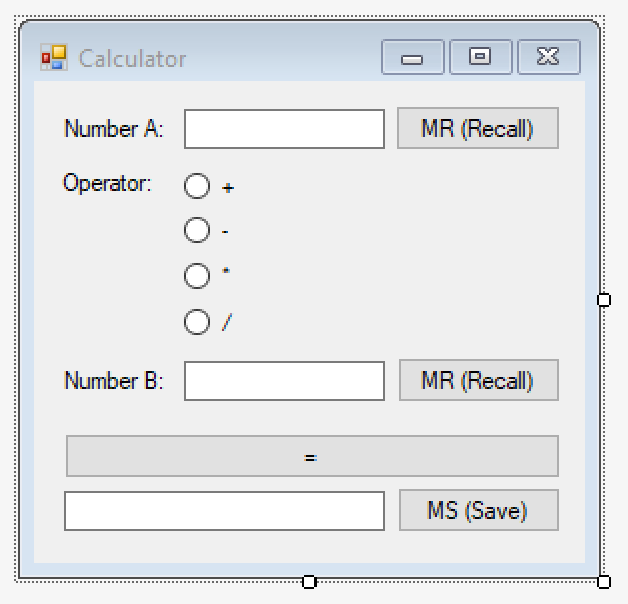 Calculator
Number A: MR (Recall)
Operator: +
-
*
/
Number B: MR (Recall)
=
MS (Save)